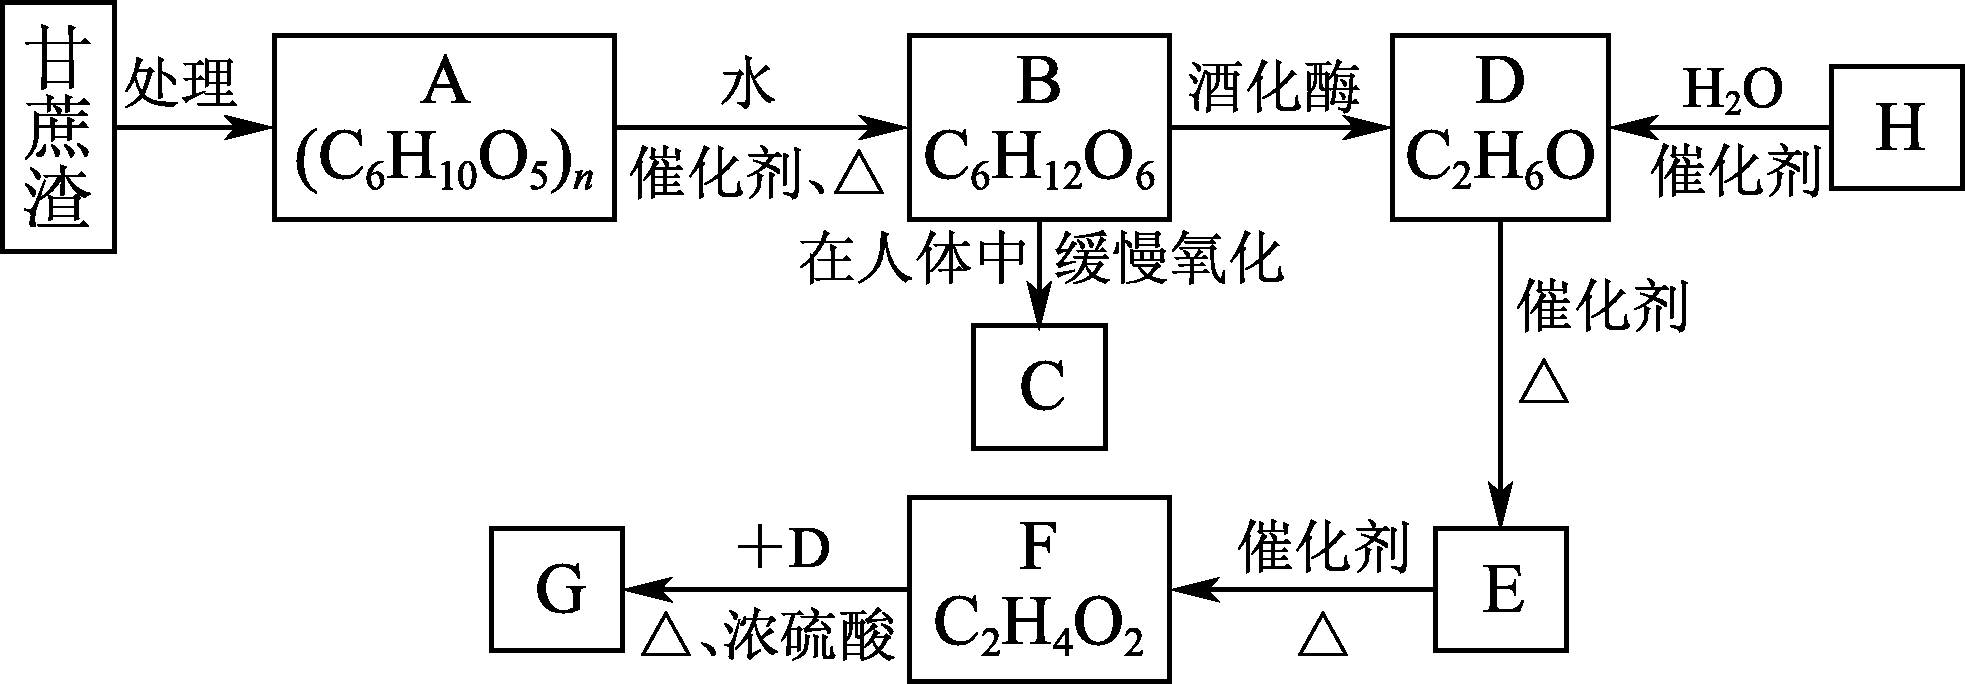 甘蔗渣
处理
A
(C₆H₁₀O₅)ₙ
水
催化剂、△
B
C₆H₁₂O₆
酒化酶
D
C₂H₆O
H₂O
催化剂
H
在人体中 缓慢氧化
C
催化剂
△
E
催化剂
△
F
C₂H₄O₂
+D
△、浓硫酸
G